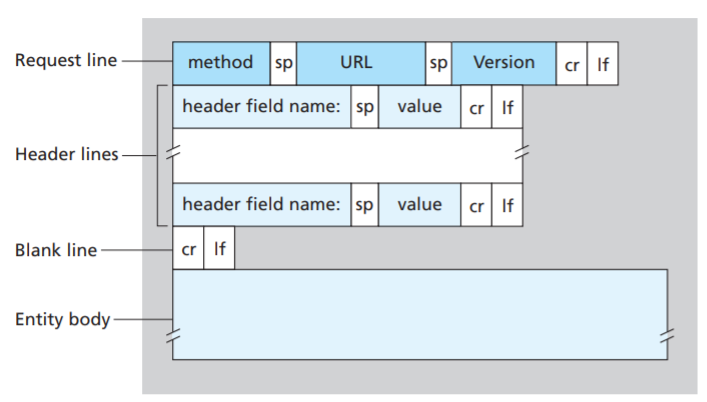 Request line method sp URL sp Version cr lf
header field name: sp value cr lf
Header lines
header field name: sp value cr lf
Blank line cr lf
Entity body